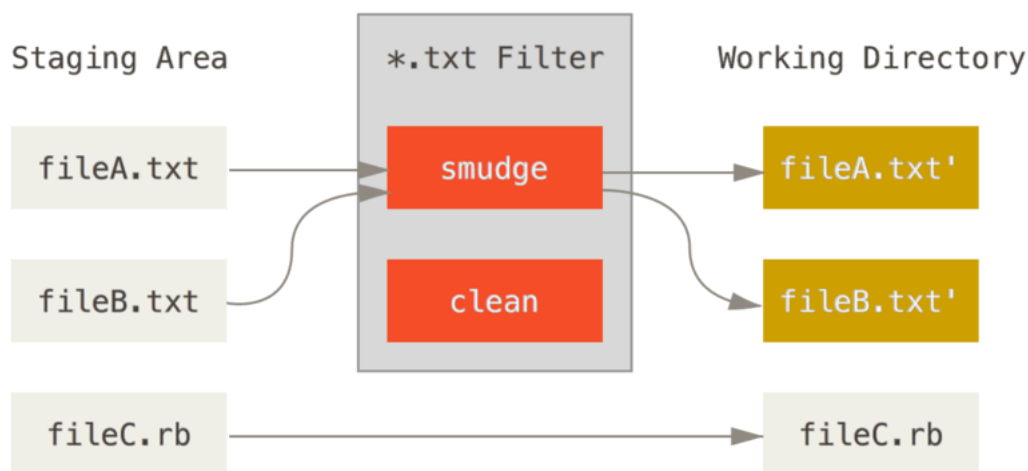 Staging Area
*.txt Filter
Working Directory
fileA.txt
smudge
fileA.txt'
fileB.txt
clean
fileB.txt'
fileC.rb
fileC.rb